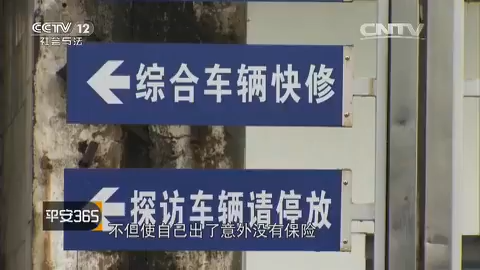 CCTV 12
社会与法
CNTV
综合车辆快修
探访车辆请停放
平安365
不但使自己出了意外没有保险